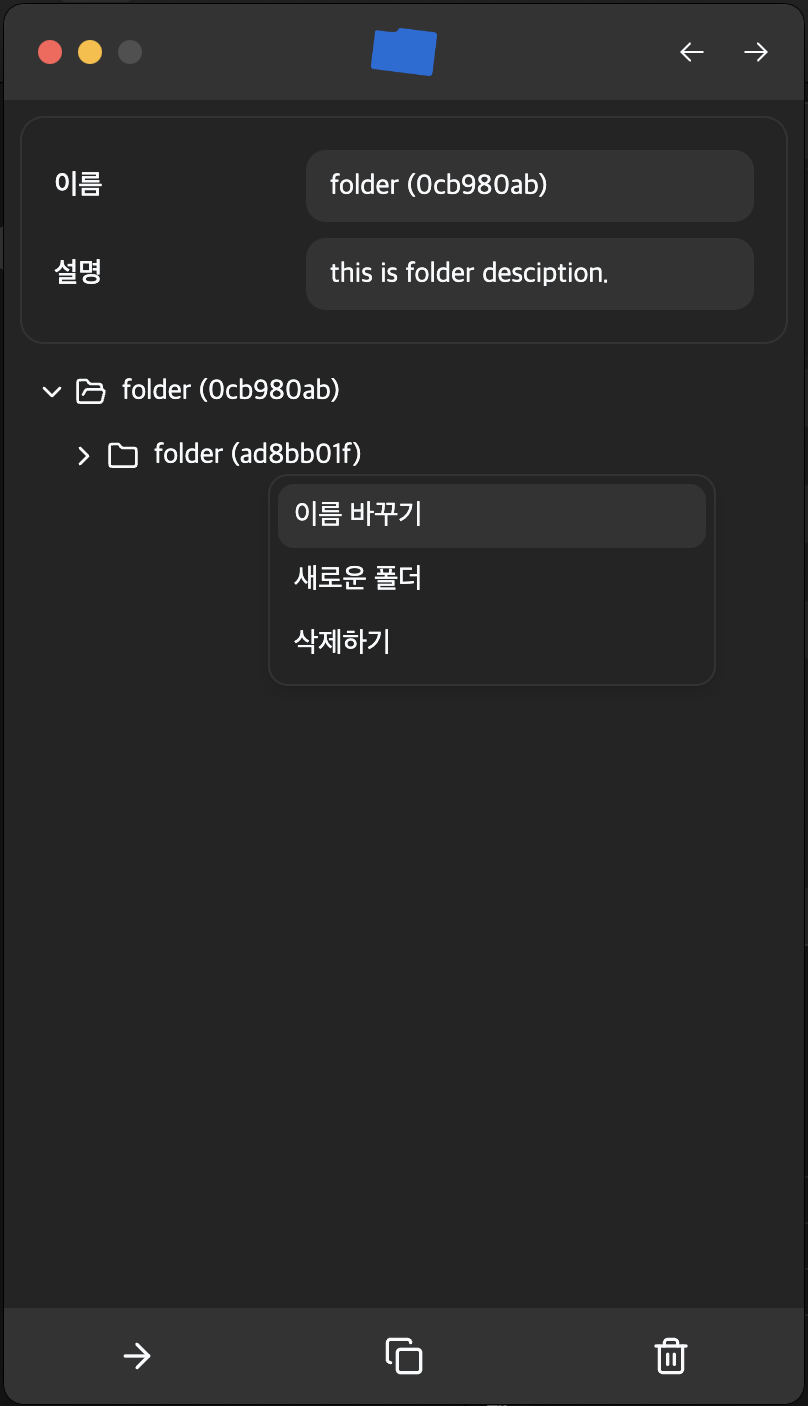 이름
folder (0cb980ab)
설명
this is folder desciption.
folder (0cb980ab)
folder (ad8bb01f)
이름 바꾸기
새로운 폴더
삭제하기